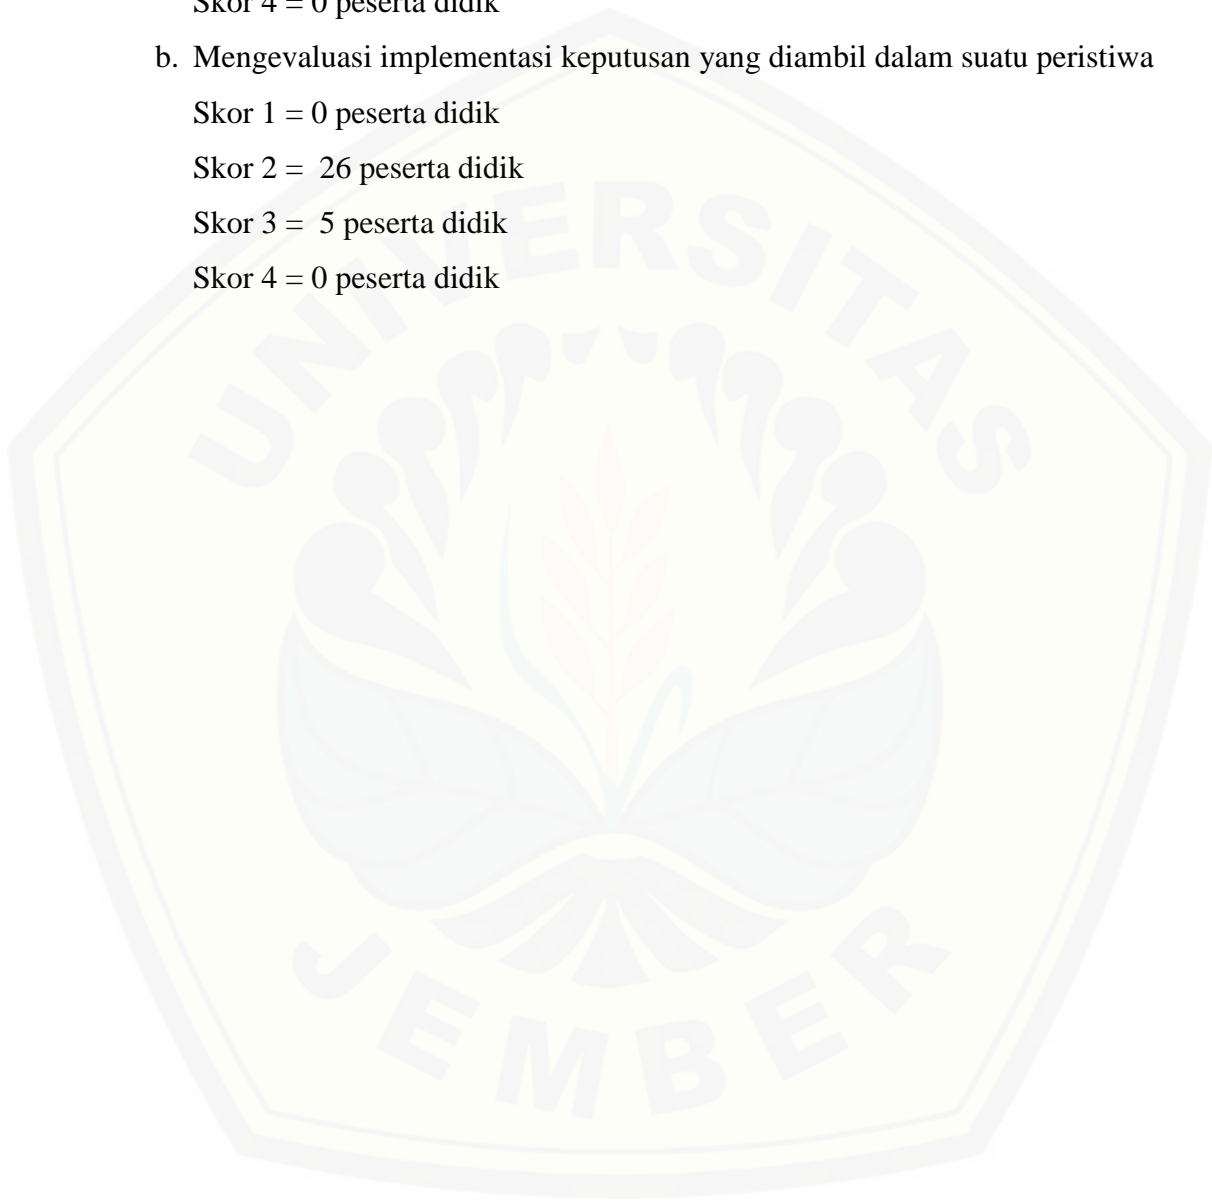 Skor 4 = 0 peserta didik
b. Mengevaluasi implementasi keputusan yang diambil dalam suatu peristiwa
Skor 1 = 0 peserta didik
Skor 2 = 26 peserta didik
Skor 3 = 5 peserta didik
Skor 4 = 0 peserta didik
UNIVERSITAS
JEMBER